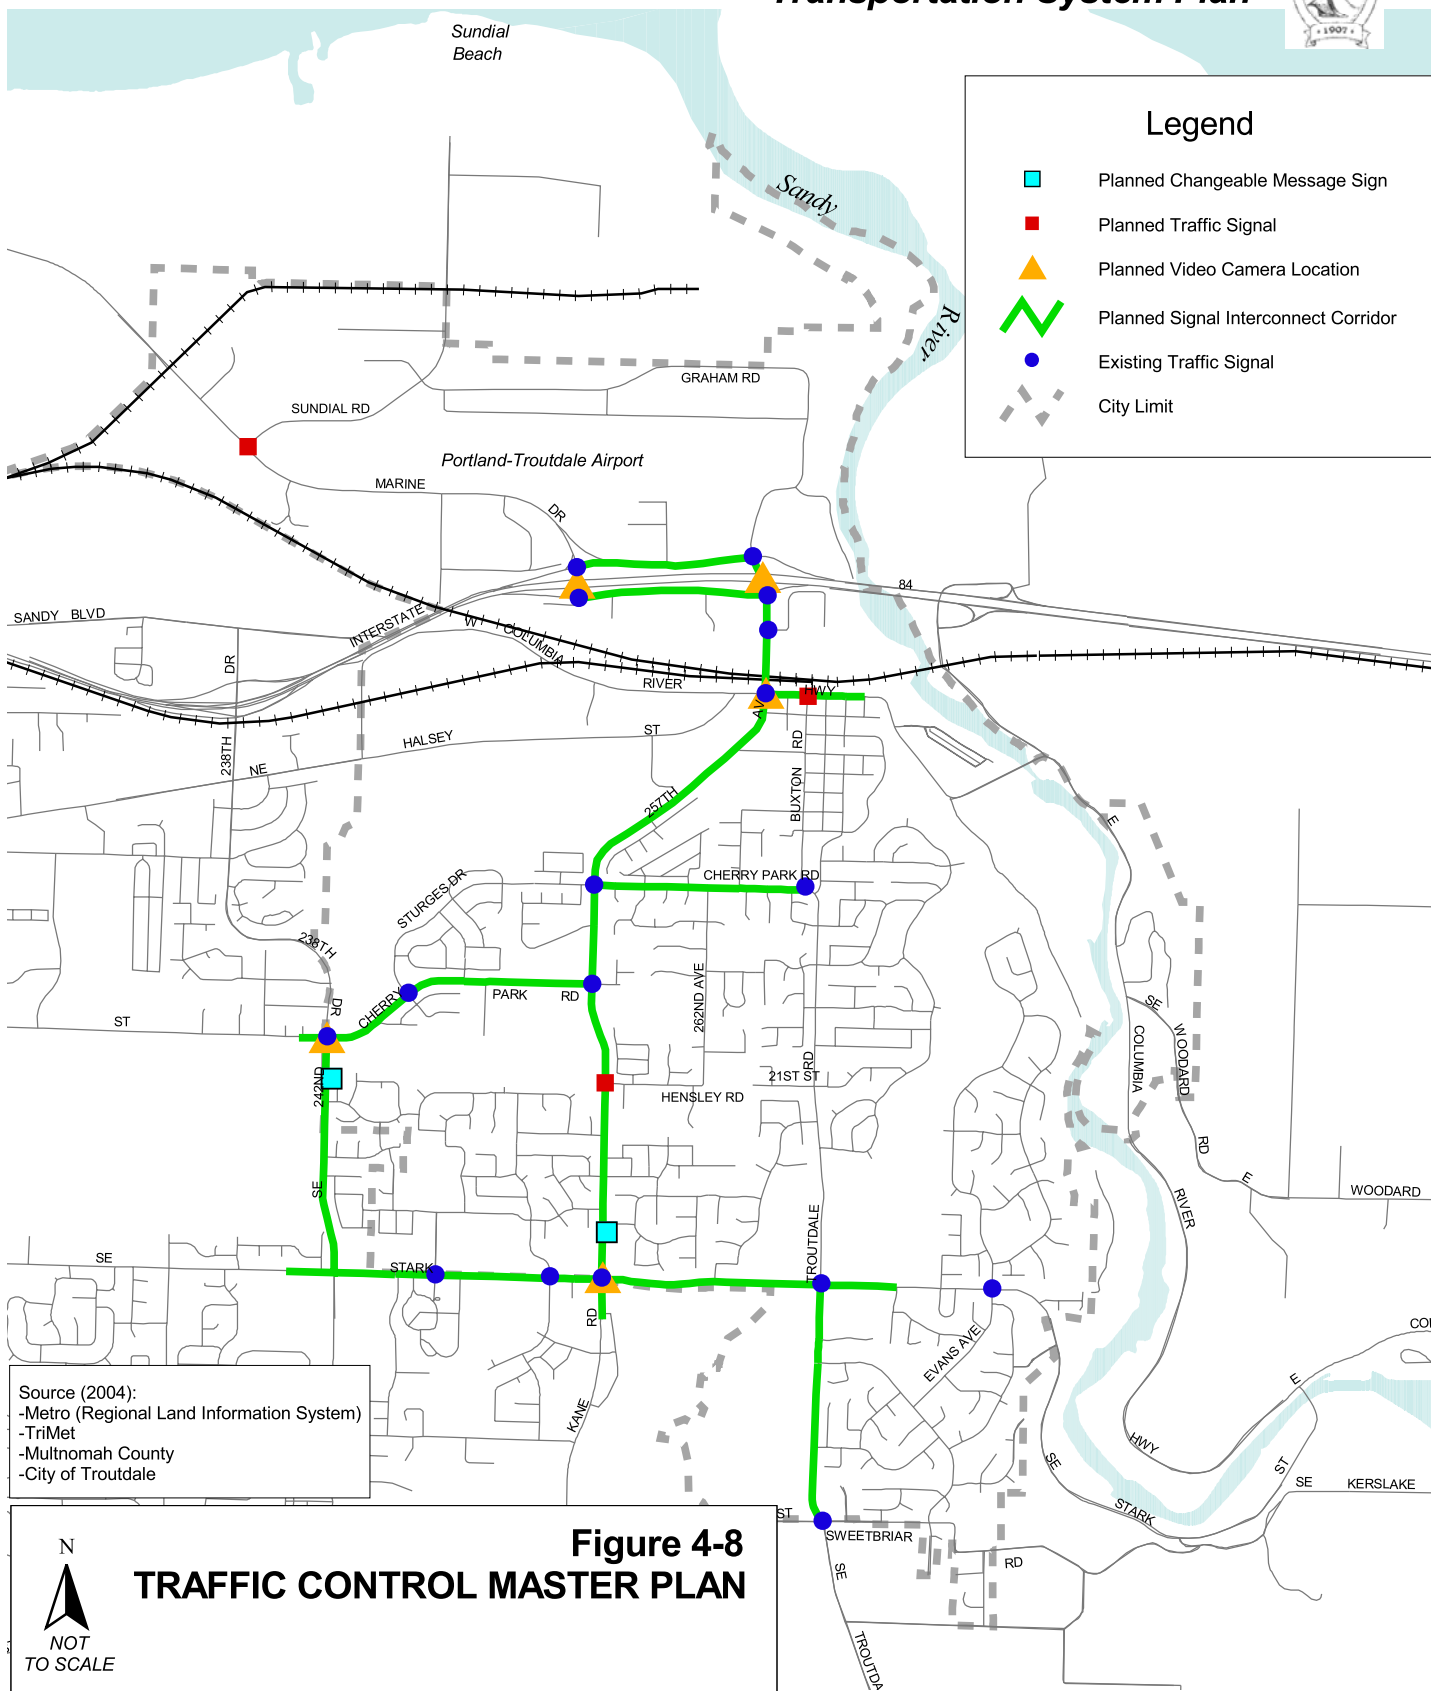 Transportation System Plan
1907
Sundial
Beach
Sandy
River
Legend
Planned Changeable Message Sign
Planned Traffic Signal
Planned Video Camera Location
Planned Signal Interconnect Corridor
Existing Traffic Signal
City Limit
GRAHAM RD
SUNDIAL RD
Portland-Troutdale Airport
MARINE
DR
84
SANDY BLVD
INTERSTATE
W
COLUMBIA
RIVER
HWY
DR
238TH
NE
HALSEY
ST
AV
RD
BUXTON
257TH
E
CHERRY PARK RD
STURGES DR
238TH
DR
CHERRY
PARK
RD
262ND AVE
ST
242ND
RD
21ST ST
HENSLEY RD
SE
WOODARD
COLUMBIA
RD
E
WOODARD
SE
RIVER
TROUTDALE
SE
STARK
RD
EVANS AVE
KANE
HWY
SE
STARK
E
ST
SE
KERSLAKE
Source (2004):
-Metro (Regional Land Information System)
-TriMet
-Multnomah County
-City of Troutdale
ST
SWEETBRIAR
RD
SE
N
NOT
TO SCALE
Figure 4-8
TRAFFIC CONTROL MASTER PLAN